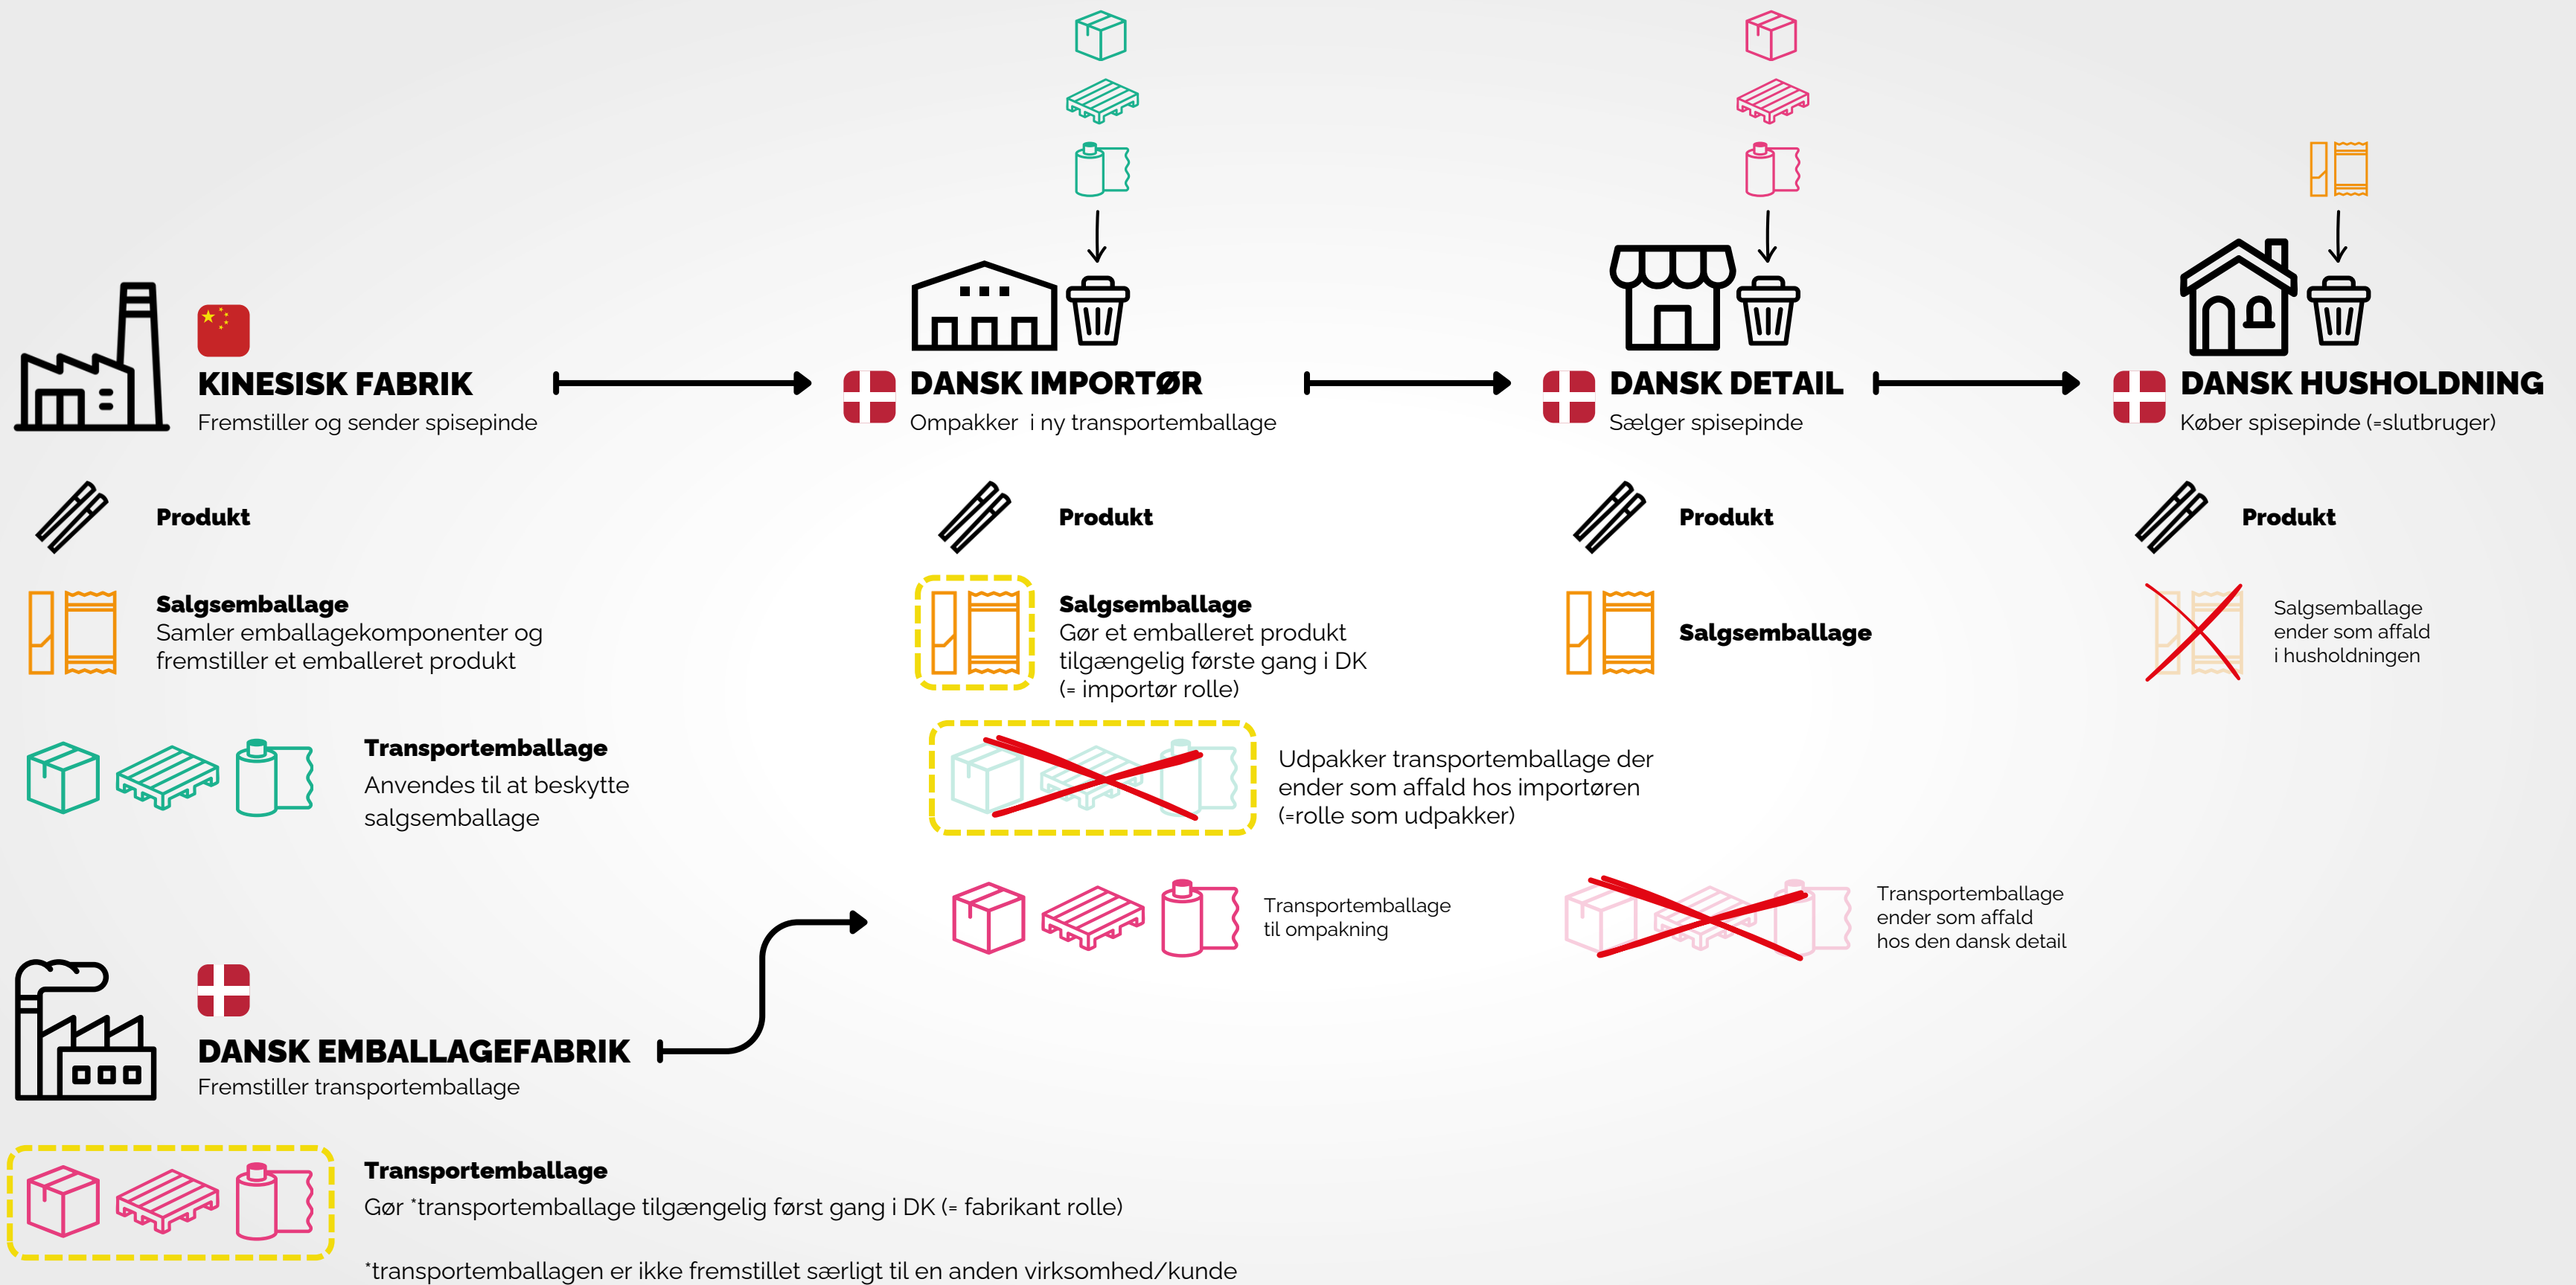 KINESISK FABRIK
Fremstiller og sender spisepinde
Produkt
Salgsemballage
Samler emballagekomponenter og
fremstiller et emballeret produkt
Transportemballage
Anvendes til at beskytte
salgsemballage
DANSK EMBALLAGEFABRIK
Fremstiller transportemballage
Transportemballage
Gør *transportemballage tilgængelig først gang i DK (= fabrikant rolle)
*transportemballagen er ikke fremstillet særligt til en anden virksomhed/kunde
DANSK IMPORTØR
Ompakker i ny transportemballage
Produkt
Salgsemballage
Gør et emballeret produkt
tilgængelig første gang i DK
(= importør rolle)
Udpakker transportemballage der
ender som affald hos importøren
(=rolle som udpakker)
Transportemballage
til ompakning
DANSK DETAIL
Sælger spisepinde
Produkt
Salgsemballage
Transportemballage
ender som affald
hos den dansk detail
DANSK HUSHOLDNING
Køber spisepinde (=slutbruger)
Produkt
Salgsemballage
ender som affald
i husholdningen